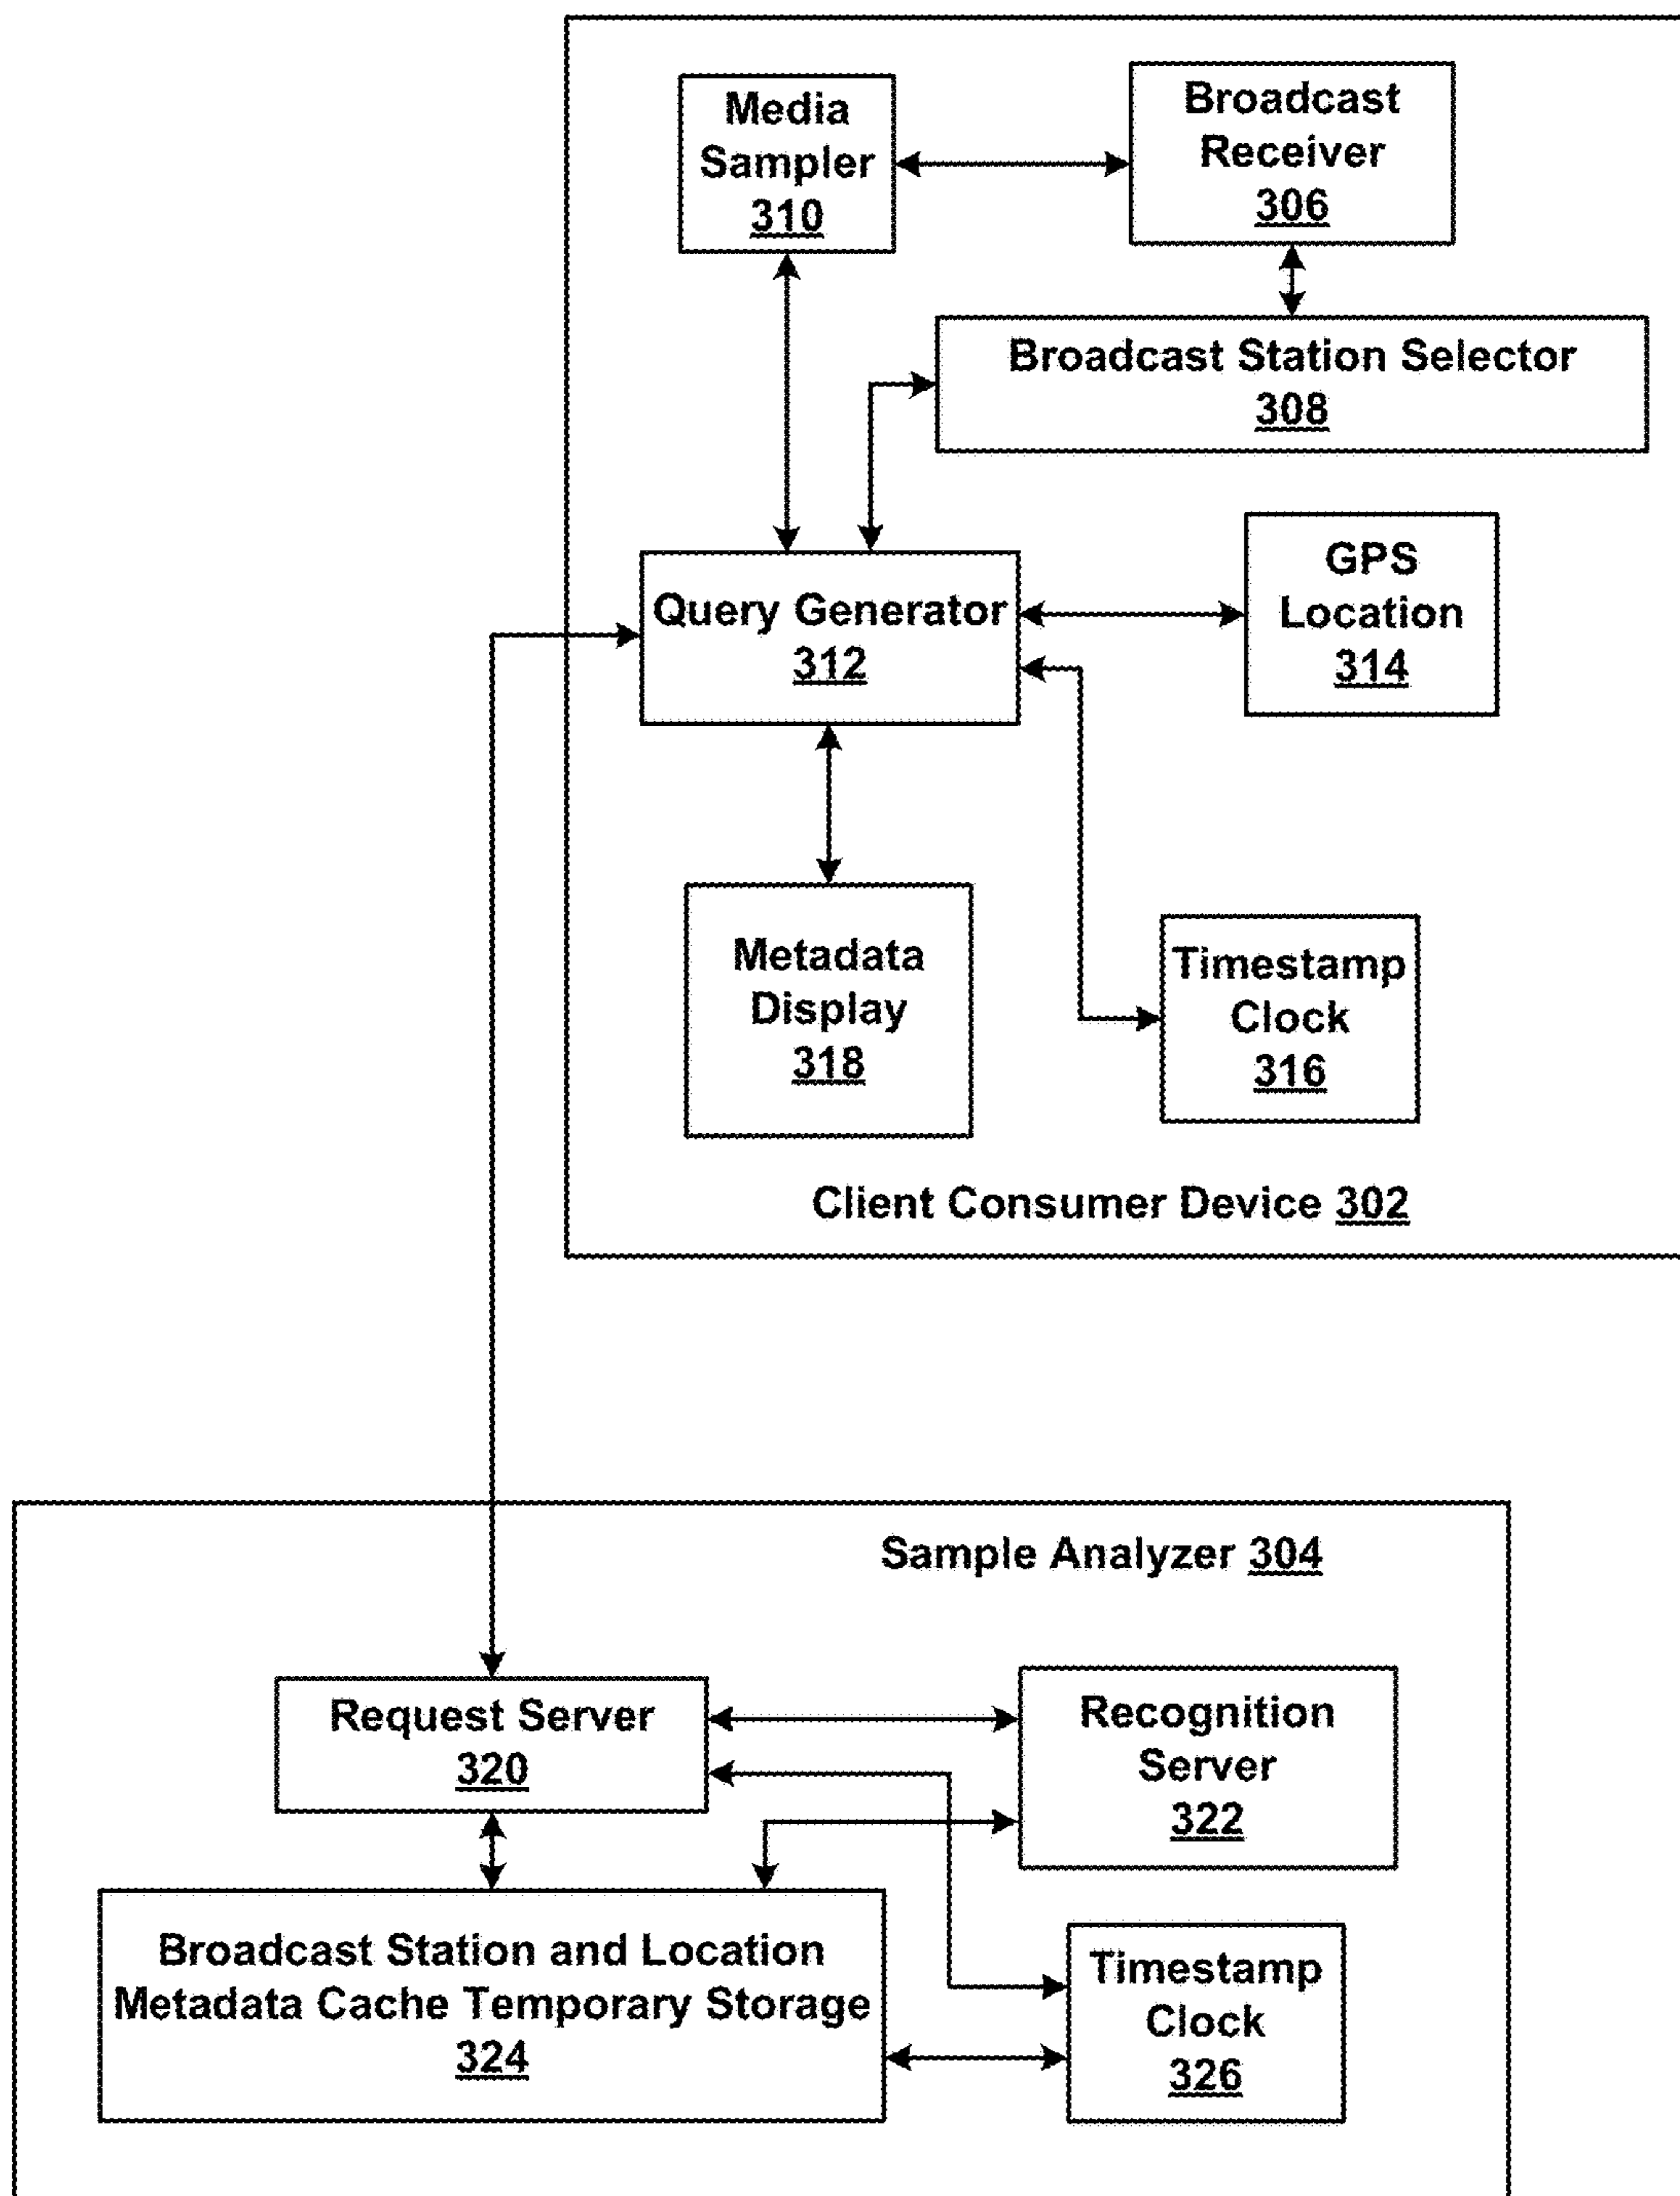 Media
Sampler
310
Broadcast
Receiver
306
Broadcast Station Selector
308
Query Generator
312
GPS
Location
314
Metadata
Display
318
Timestamp
Clock
316
Client Consumer Device 302
Sample Analyzer 304
Request Server
320
Recognition
Server
322
Broadcast Station and Location
Metadata Cache Temporary Storage
324
Timestamp
Clock
326